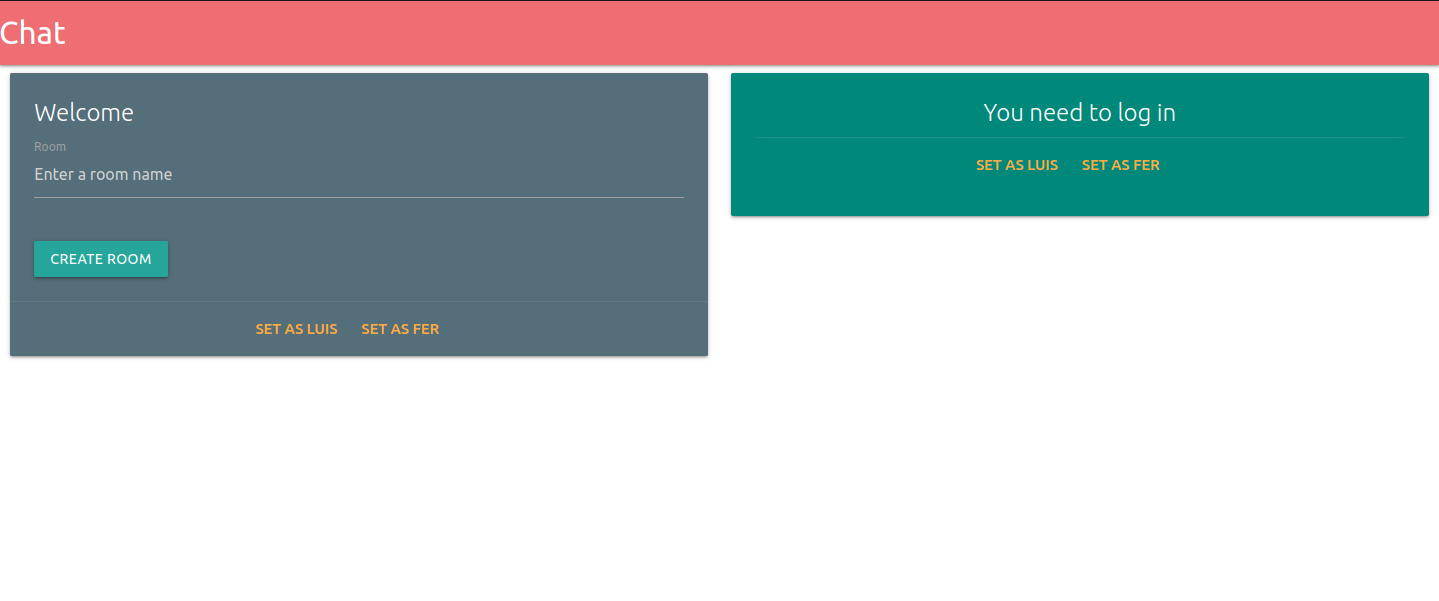 Chat
Welcome
Room
Enter a room name
CREATE ROOM
SET AS LUIS SET AS FER
You need to log in
SET AS LUIS SET AS FER